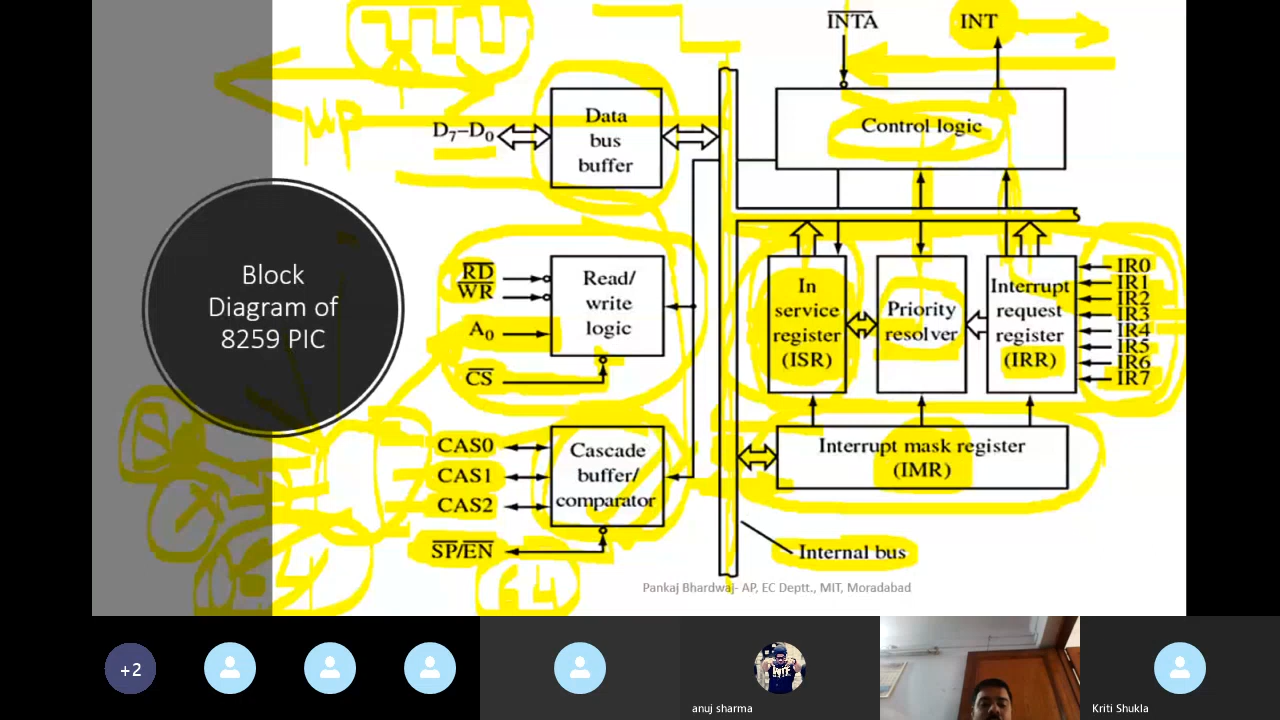 INTA
INT
MP
Data
bus
buffer
D7–D0
Control logic
Block
Diagram of
8259 PIC
RD
WR
A0
CS
Read/
write
logic
In
service
register
(ISR)
Priority
resolver
Interrupt
request
register
(IRR)
IR0
IR1
IR2
IR3
IR4
IR5
IR6
IR7
CAS0
CAS1
CAS2
SP/EN
Cascade
buffer/
comparator
Interrupt mask register
(IMR)
Internal bus
64
Pankaj Bhardwaj- AP, EC Deptt., MIT, Moradabad
+2
anuj sharma
Kriti Shukla